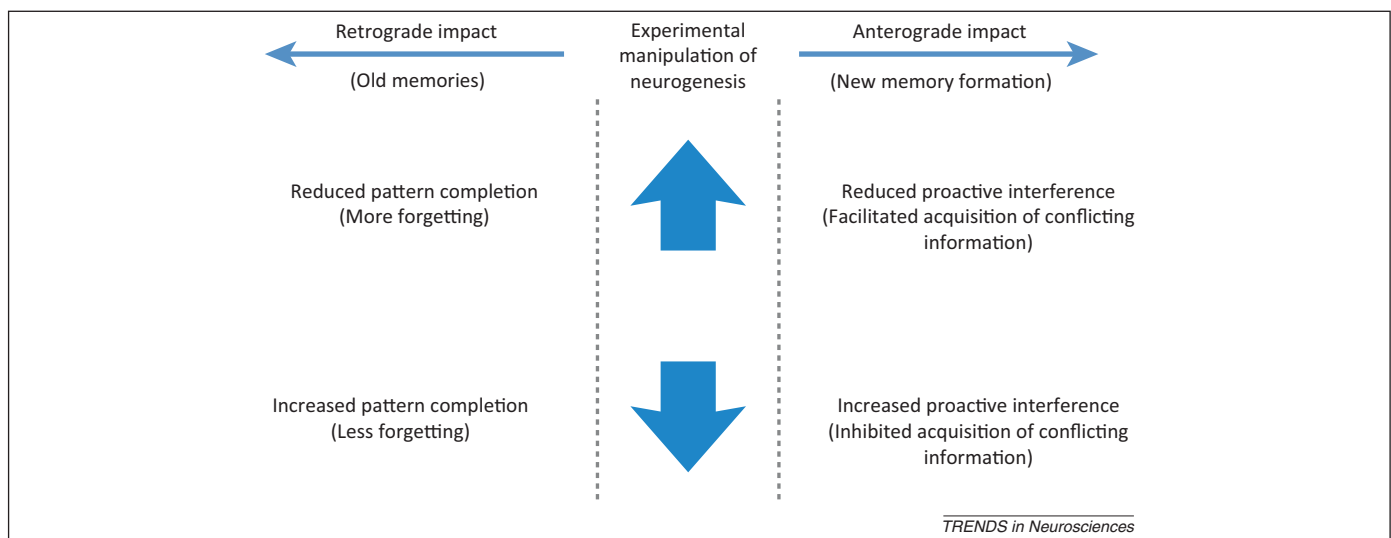 Retrograde impact
(Old memories)
Experimental
manipulation of
neurogenesis
Anterograde impact
(New memory formation)
Reduced pattern completion
(More forgetting)
Reduced proactive interference
(Facilitated acquisition of conflicting
information)
Increased pattern completion
(Less forgetting)
Increased proactive interference
(Inhibited acquisition of conflicting
information)
TRENDS in Neurosciences